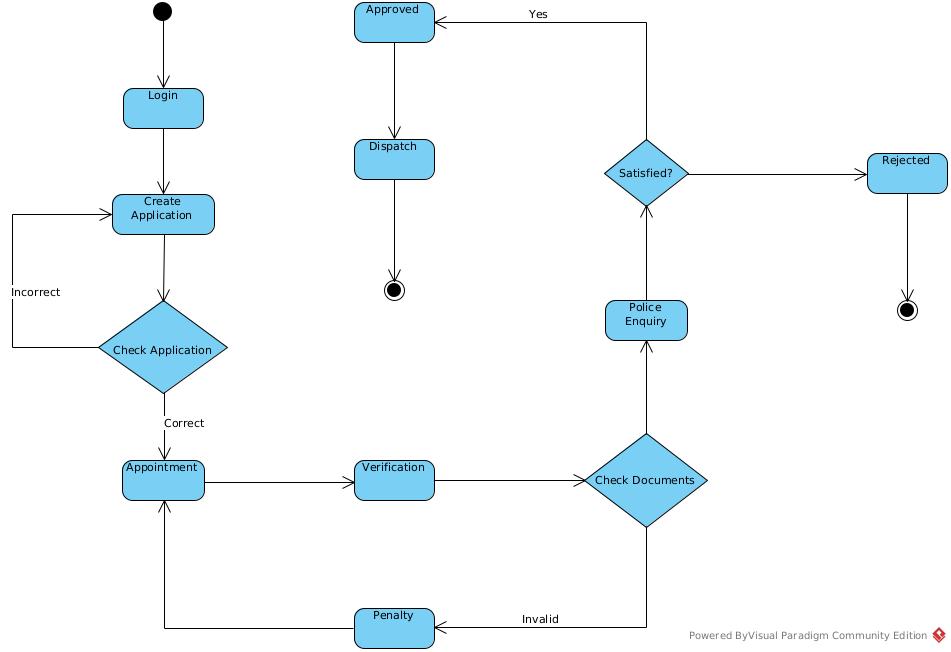 Approved
Yes
Login
Dispatch
Rejected
Satisfied?
Create
Application
Incorrect
Police
Enquiry
Check Application
Correct
Appointment
Verification
Check Documents
Penalty
Invalid
Powered ByVisual Paradigm Community Edition